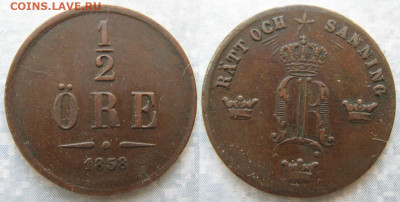 COINS.LAVE.RU
1/2
ÖRE
1858
RÄTT OCH SANNING